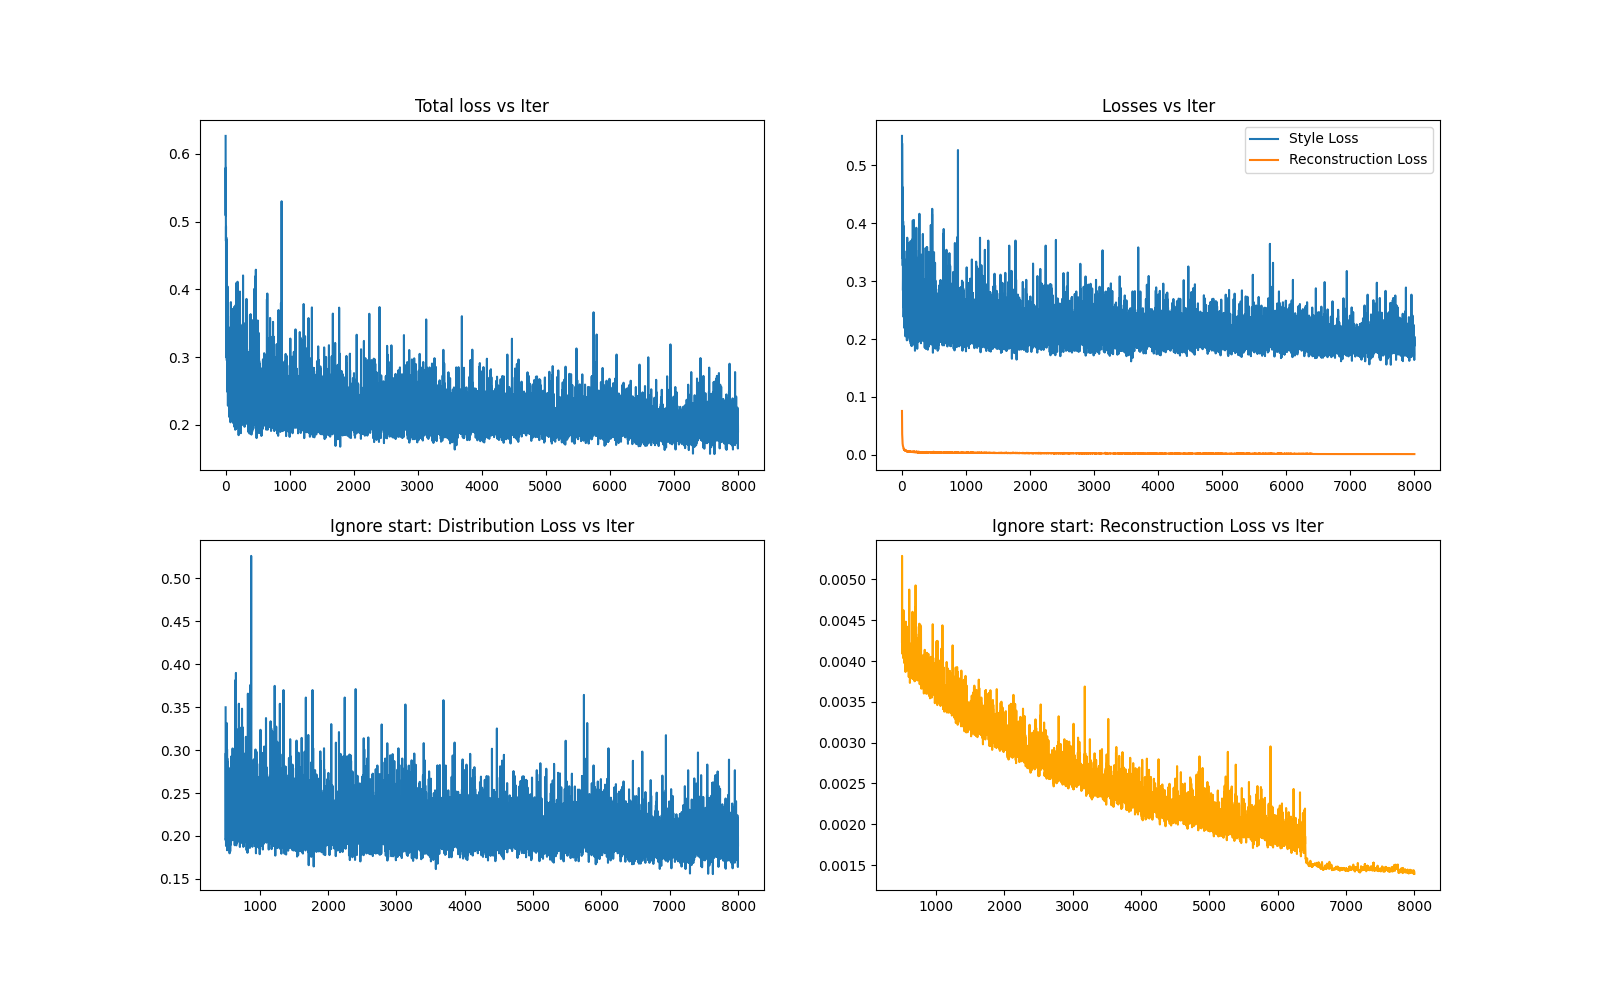 Total loss vs Iter
0.6
0.5
0.4
0.3
0.2
0 1000 2000 3000 4000 5000 6000 7000 8000
Losses vs Iter
Style Loss
Reconstruction Loss
0.5
0.4
0.3
0.2
0.1
0.0
0 1000 2000 3000 4000 5000 6000 7000 8000
Ignore start: Distribution Loss vs Iter
0.50
0.45
0.40
0.35
0.30
0.25
0.20
0.15
1000 2000 3000 4000 5000 6000 7000 8000
Ignore start: Reconstruction Loss vs Iter
0.0050
0.0045
0.0040
0.0035
0.0030
0.0025
0.0020
0.0015
1000 2000 3000 4000 5000 6000 7000 8000